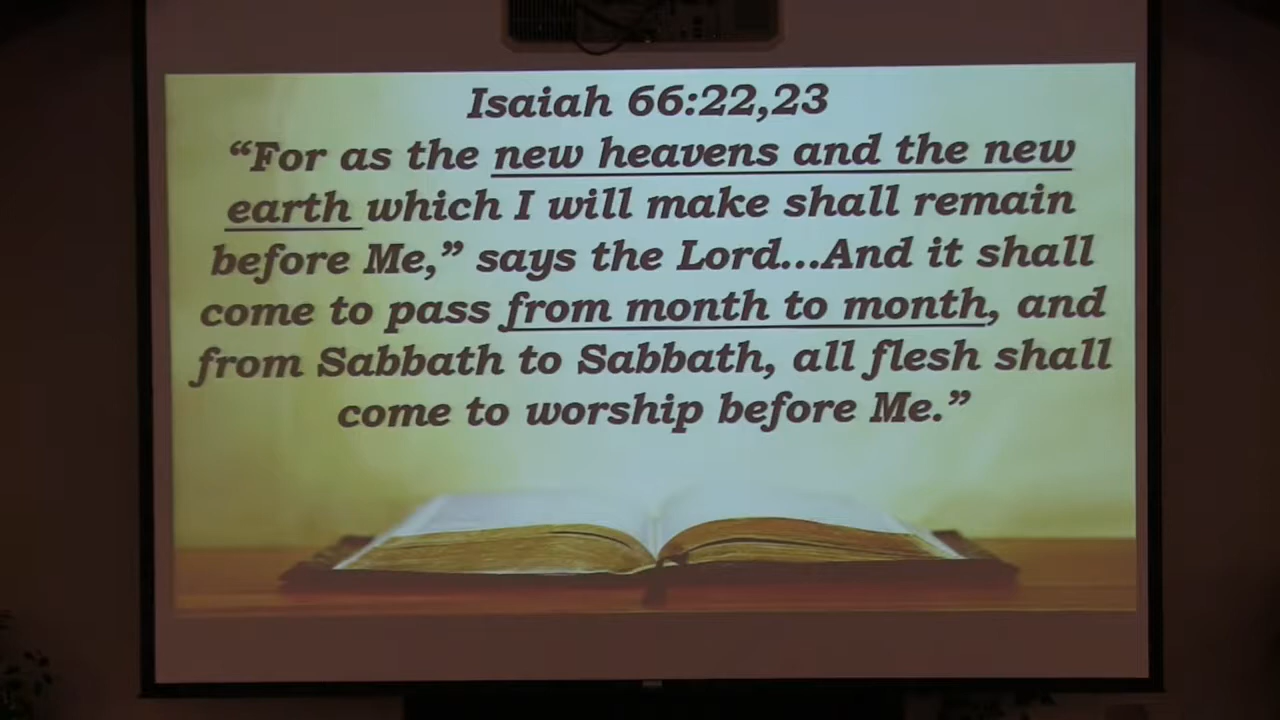 Isaiah 66:22,23
“For as the new heavens and the new
earth which I will make shall remain
before Me,” says the Lord...And it shall
come to pass from month to month, and
from Sabbath to Sabbath, all flesh shall
come to worship before Me.”